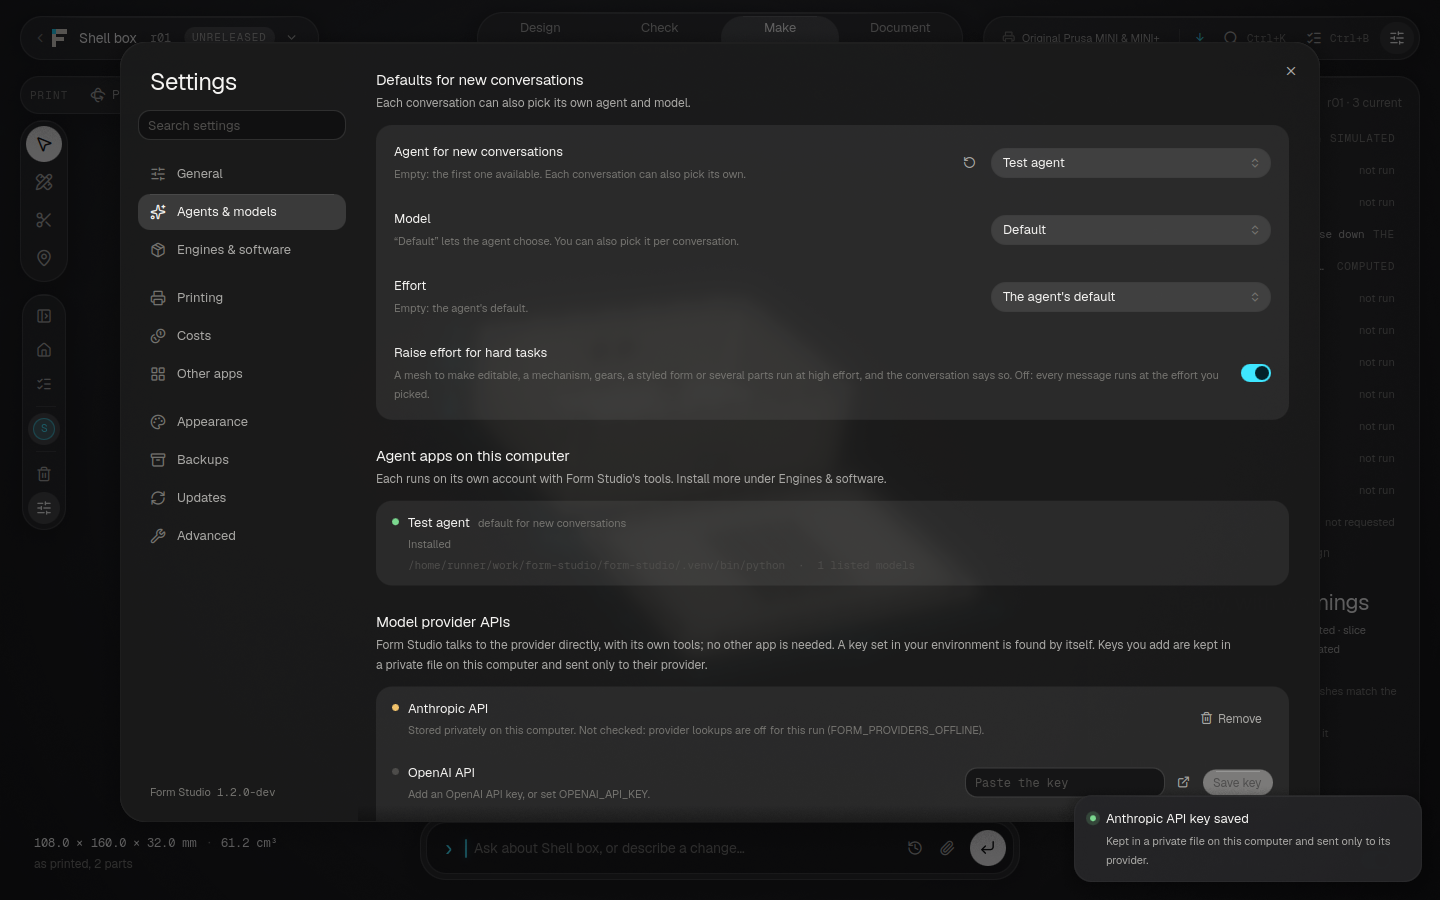 Shell box r01 UNRELEASED
Design
Check
Make
Document
Original Prusa MINI & MINI+
Ctrl+K
Ctrl+B
PRINT
Settings
Search settings
General
Agents & models
Engines & software
Printing
Costs
Other apps
Appearance
Backups
Updates
Advanced
Form Studio 1.2.0-dev
Defaults for new conversations
Each conversation can also pick its own agent and model.
Agent for new conversations
Empty: the first one available. Each conversation can also pick its own.
Test agent
Model
“Default” lets the agent choose. You can also pick it per conversation.
Default
Effort
Empty: the agent's default.
The agent's default
Raise effort for hard tasks
A mesh to make editable, a mechanism, gears, a styled form or several parts run at high effort, and the conversation says so. Off: every message runs at the effort you
picked.
Agent apps on this computer
Each runs on its own account with Form Studio's tools. Install more under Engines & software.
Test agent default for new conversations
Installed
/home/runner/work/form-studio/form-studio/.venv/bin/python · 1 listed models
Model provider APIs
Form Studio talks to the provider directly, with its own tools; no other app is needed. A key set in your environment is found by itself. Keys you add are kept in
a private file on this computer and sent only to their provider.
Anthropic API
Stored privately on this computer. Not checked: provider lookups are off for this run (FORM_PROVIDERS_OFFLINE).
Remove
OpenAI API
Add an OpenAI API key, or set OPENAI_API_KEY.
Paste the key
Save key
r01 · 3 current
SIMULATED
not run
not run
se down THE
COMPUTED
not run
not run
not run
not run
not run
not run
not run
not requested
S
108.0 × 160.0 × 32.0 mm · 61.2 cm³
as printed, 2 parts
Ask about Shell box, or describe a change...
Anthropic API key saved
Kept in a private file on this computer and sent only to its
provider.